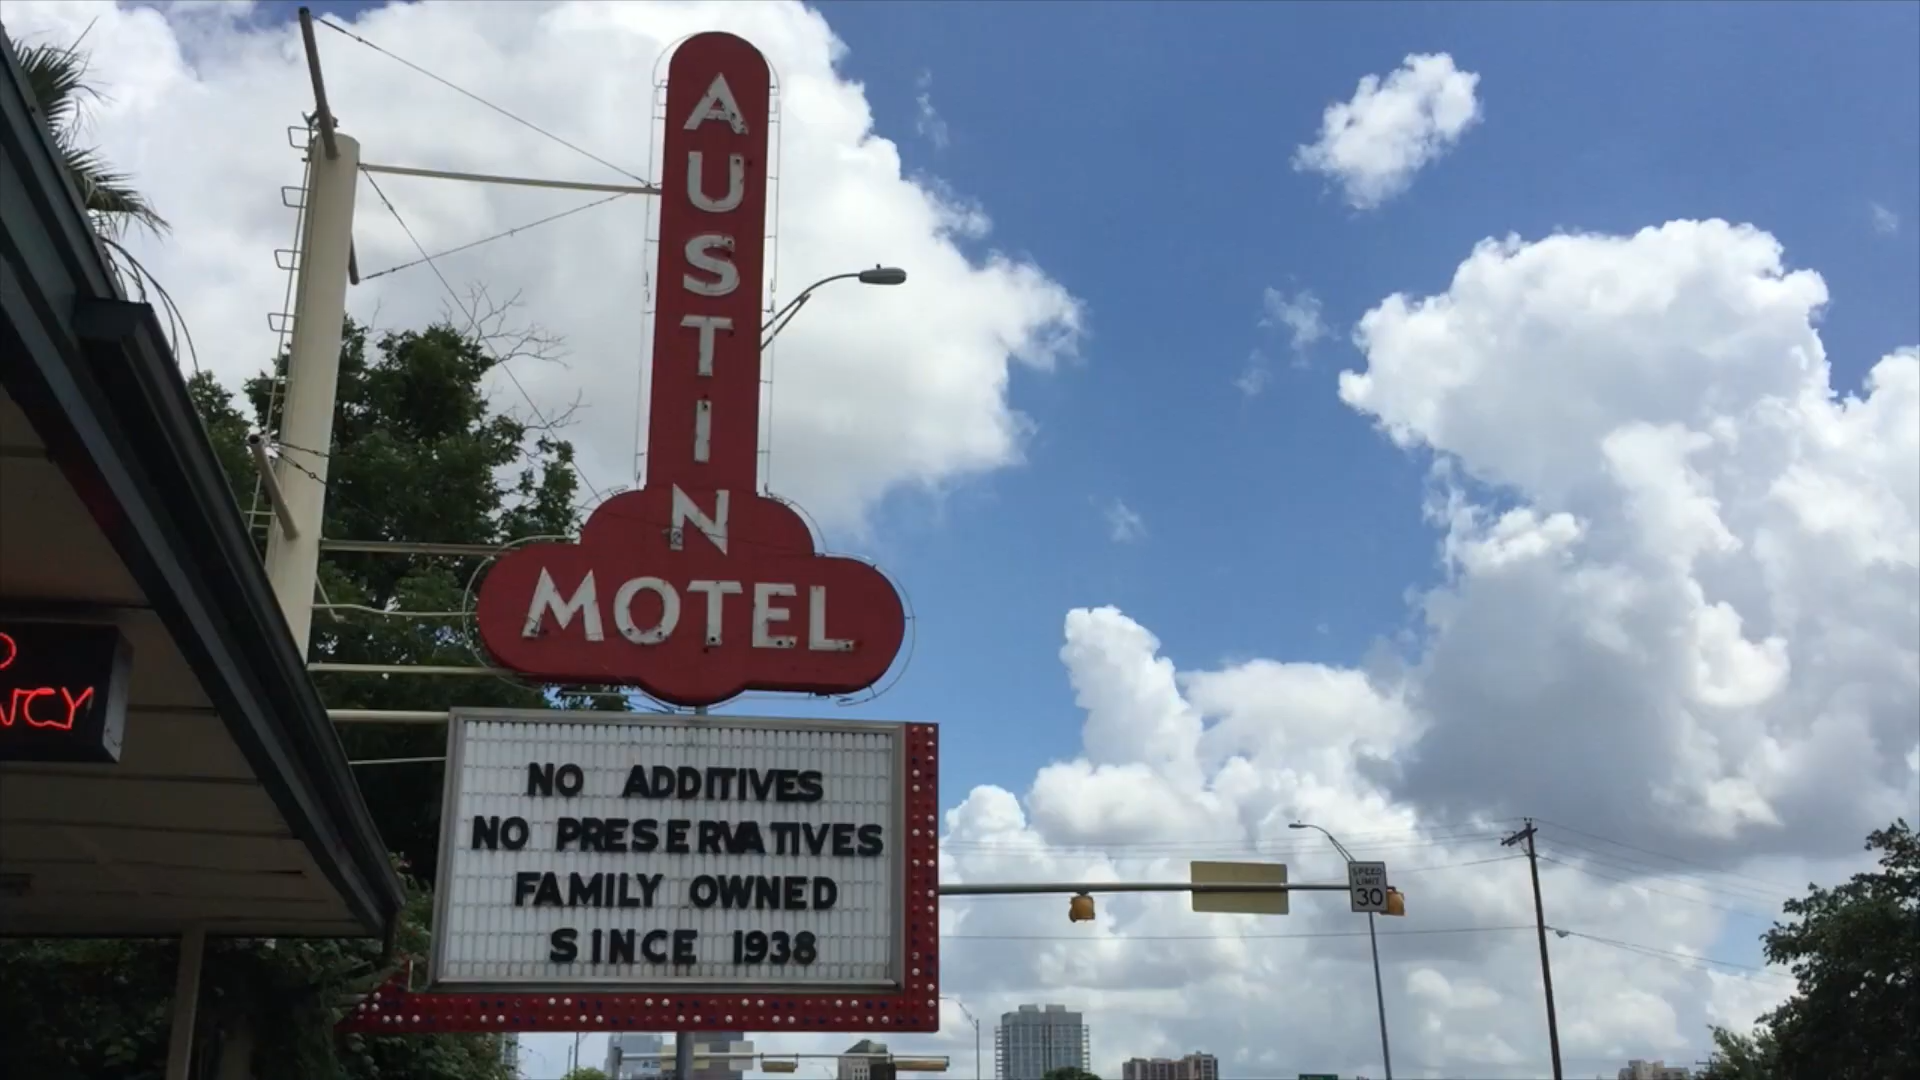 AUSTIN
MOTEL
NO ADDITIVES
NO PRESERVATIVES
FAMILY OWNED
SINCE 1938
SPEED
LIMIT
30